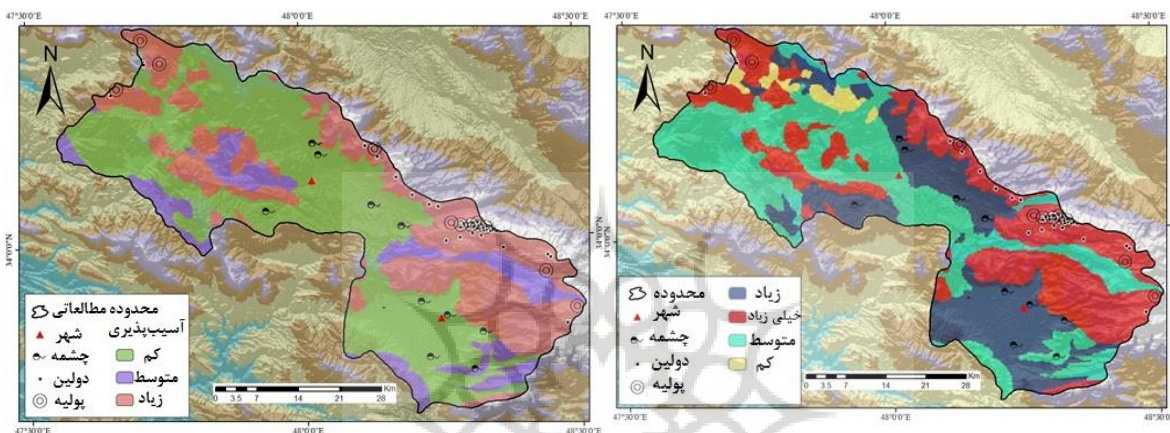 47°30'0"E
48°0'0"E
48°30'0"E
N
34°0'0"N
محدوده مطالعاتی
آسیب‌پذیری
شهر
چشمه
کم
دولین
متوسط
پولیه
زیاد
0 3.5 7 14 21 28 Km
47°30'0"E
48°0'0"E
48°30'0"E
47°30'0"E
48°0'0"E
48°30'0"E
N
34°0'0"N
محدوده
زیاد
شهر
خیلی زیاد
چشمه
متوسط
دولین
کم
پولیه
0 3.5 7 14 21 28 Km
47°30'0"E
48°0'0"E
48°30'0"E